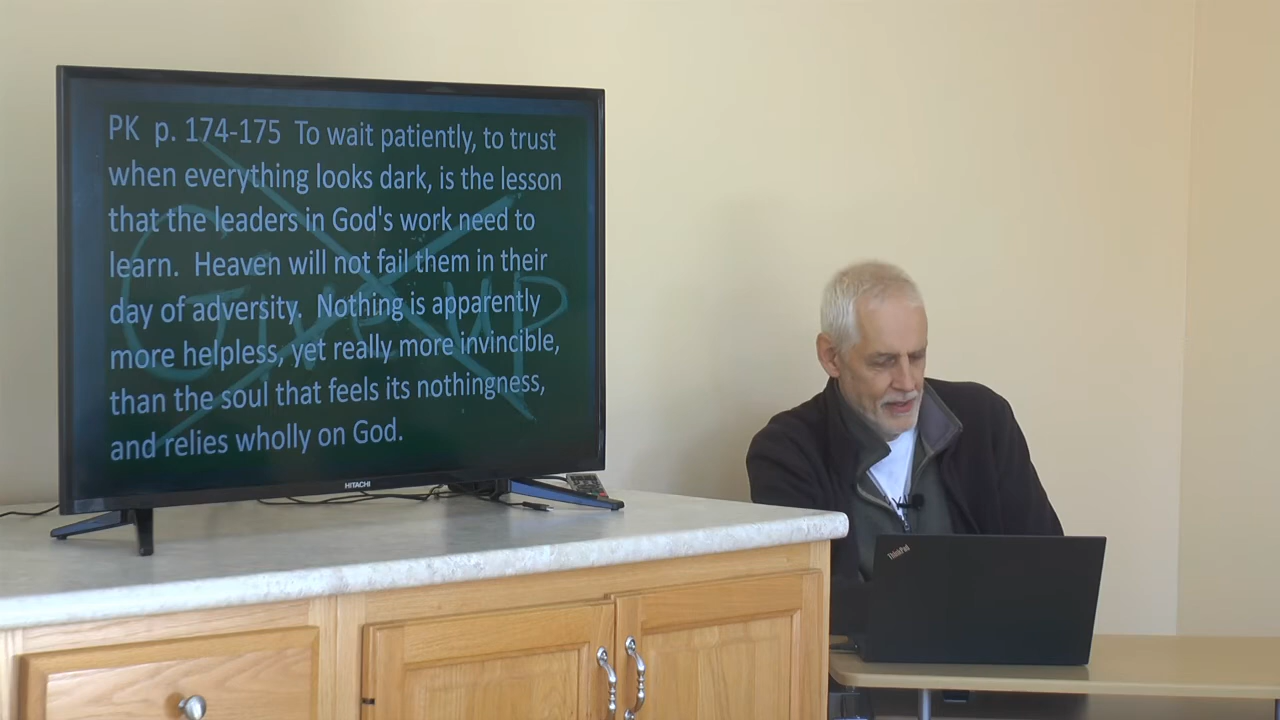 PK p. 174-175 To wait patiently, to trust
when everything looks dark, is the lesson
that the leaders in God's work need to
learn. Heaven will not fail them in their
day of adversity. Nothing is apparently
more helpless, yet really more invincible,
than the soul that feels its nothingness,
and relies wholly on God.
Give up
HITACHI
ThinkPad